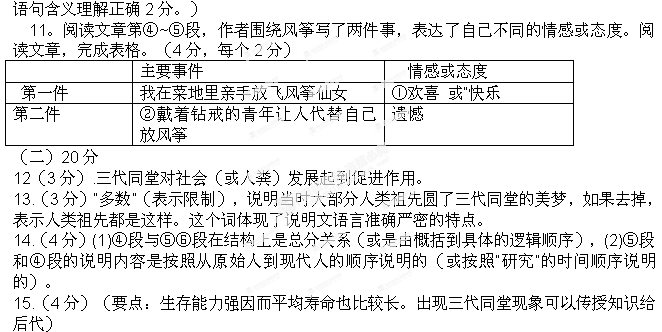 语句含义理解正确2分。）
11。阅读文章第④~⑤段，作者围绕风筝写了两件事，表达了自己不同的情感或态度。阅
读文章，完成表格。（4分，每个2分）
主要事件 情感或态度
第一件 我在菜地里亲手放飞风筝仙女 ①欢喜 或"快乐
第二件 ②戴着钻戒的青年让人代替自己 遗憾
放风筝
（二）20分
12（3分）.三代同堂对社会（或人类）发展起到促进作用。
13.（3分）"多数"（表示限制），说明当时大部分人类祖先圆了三代同堂的美梦，如果去掉，
表示人类祖先都是这样。这个词体现了说明文语言准确严密的特点。
14.（4分）(1)④段与⑤⑥段在结构上是总分关系（或是由概括到具体的逻辑顺序），(2)⑤段
和④段的说明内容是按照从原始人到现代人的顺序说明的（或按照"研究"的时间顺序说明
的）。
15.（4分）（要点：生存能力强因而平均寿命也比较长。出现三代同堂现象可以传授知识给
后代）